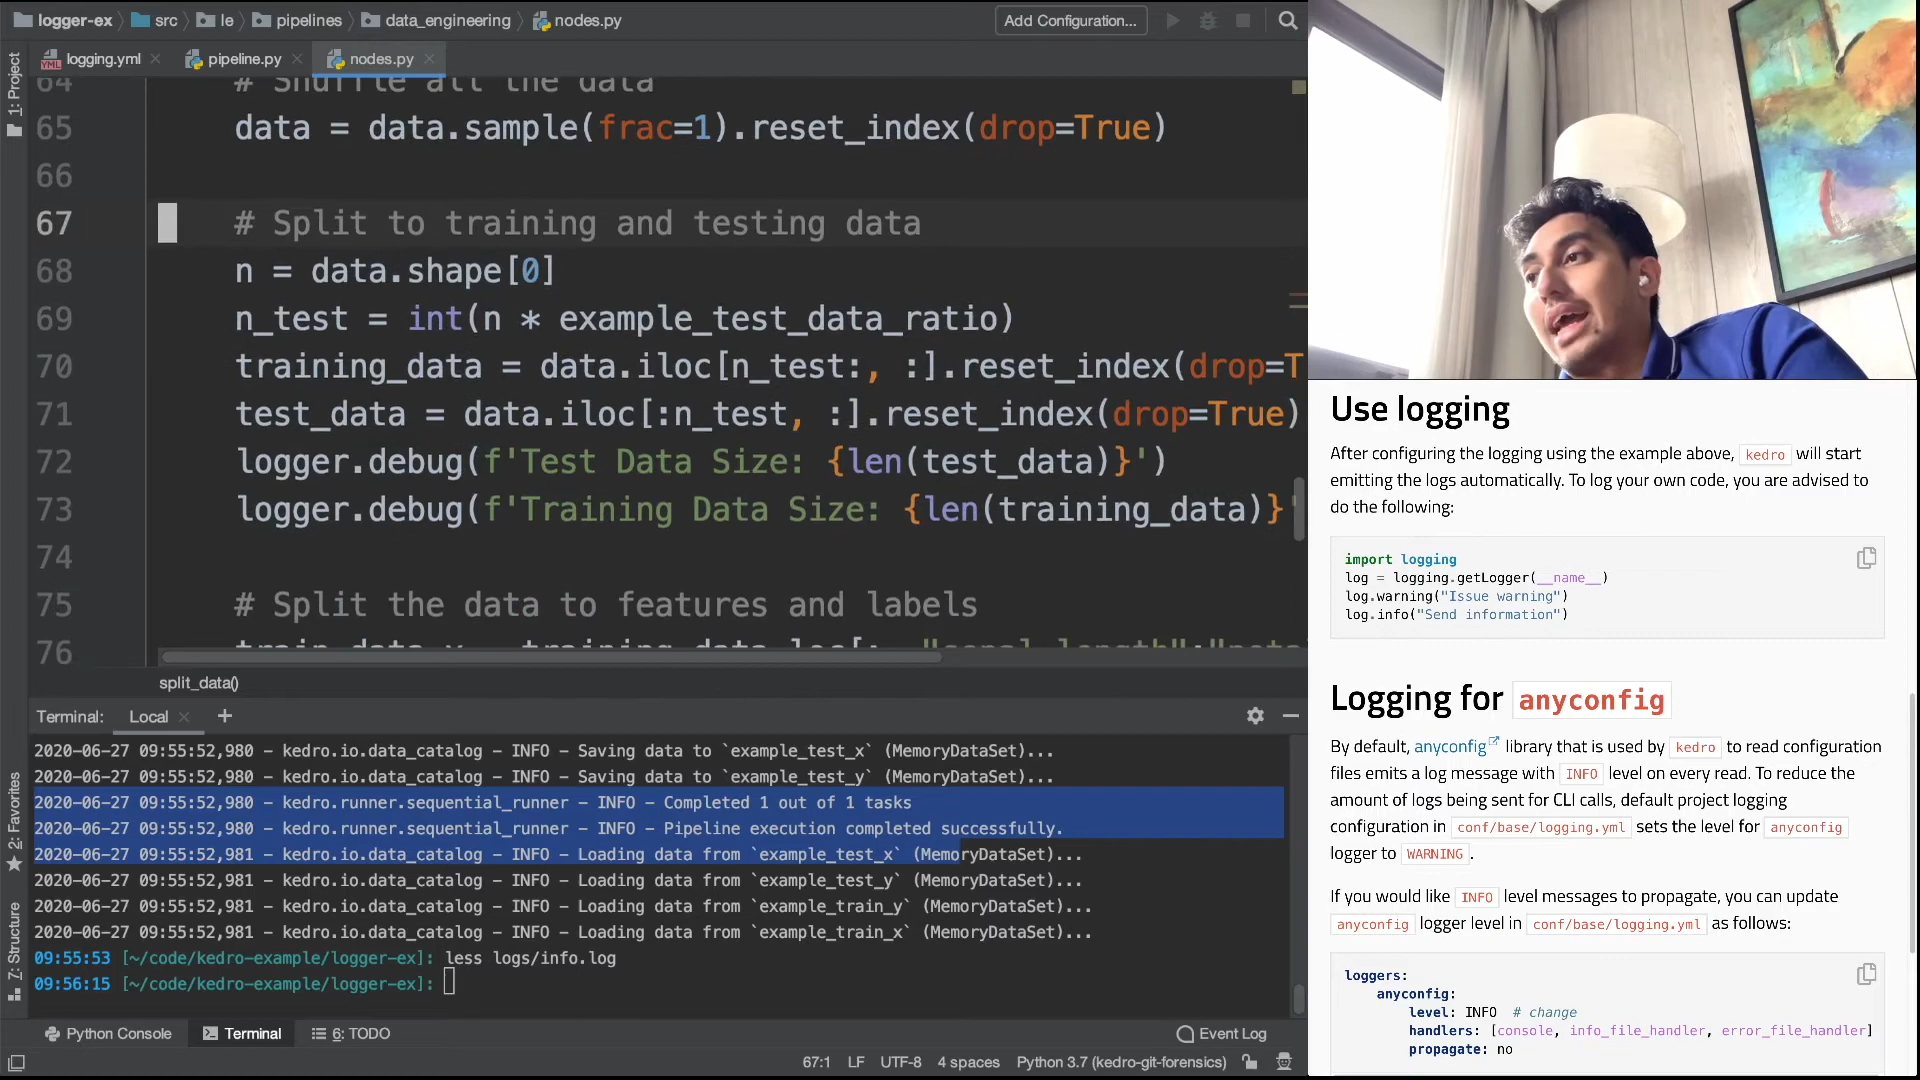 logger-ex
src
le
pipelines
data_engineering
nodes.py
Add Configuration...
logging.yml
pipeline.py
nodes.py
1: Project
64 # Shuffle all the data
65 data = data.sample(frac=1).reset_index(drop=True)
66
67 # Split to training and testing data
68 n = data.shape[0]
69 n_test = int(n * example_test_data_ratio)
70 training_data = data.iloc[n_test:, :].reset_index(drop=T
71 test_data = data.iloc[:n_test, :].reset_index(drop=True)
72 logger.debug(f'Test Data Size: {len(test_data)}')
73 logger.debug(f'Training Data Size: {len(training_data)}'
74
75 # Split the data to features and labels
76
split_data()
Terminal: Local +
2020-06-27 09:55:52,980 - kedro.io.data_catalog - INFO - Saving data to `example_test_x` (MemoryDataSet)...
2020-06-27 09:55:52,980 - kedro.io.data_catalog - INFO - Saving data to `example_test_y` (MemoryDataSet)...
2020-06-27 09:55:52,980 - kedro.runner.sequential_runner - INFO - Completed 1 out of 1 tasks
2020-06-27 09:55:52,980 - kedro.runner.sequential_runner - INFO - Pipeline execution completed successfully.
2020-06-27 09:55:52,981 - kedro.io.data_catalog - INFO - Loading data from `example_test_x` (MemoryDataSet)...
2020-06-27 09:55:52,981 - kedro.io.data_catalog - INFO - Loading data from `example_test_y` (MemoryDataSet)...
2020-06-27 09:55:52,981 - kedro.io.data_catalog - INFO - Loading data from `example_train_y` (MemoryDataSet)...
2020-06-27 09:55:52,981 - kedro.io.data_catalog - INFO - Loading data from `example_train_x` (MemoryDataSet)...
09:55:53 [~/code/kedro-example/logger-ex]: less logs/info.log
09:56:15 [~/code/kedro-example/logger-ex]:
2: Favorites
7: Structure
Python Console
Terminal
6: TODO
Event Log
67:1 LF UTF-8 4 spaces Python 3.7 (kedro-git-forensics)
Use logging
After configuring the logging using the example above, kedro will start
emitting the logs automatically. To log your own code, you are advised to
do the following:
import logging
log = logging.getLogger(__name__)
log.warning("Issue warning")
log.info("Send information")
Logging for anyconfig
By default, anyconfig library that is used by kedro to read configuration
files emits a log message with INFO level on every read. To reduce the
amount of logs being sent for CLI calls, default project logging
configuration in conf/base/logging.yml sets the level for anyconfig
logger to WARNING.
If you would like INFO level messages to propagate, you can update
anyconfig logger level in conf/base/logging.yml as follows:
loggers:
anyconfig:
level: INFO # change
handlers: [console, info_file_handler, error_file_handler]
propagate: no